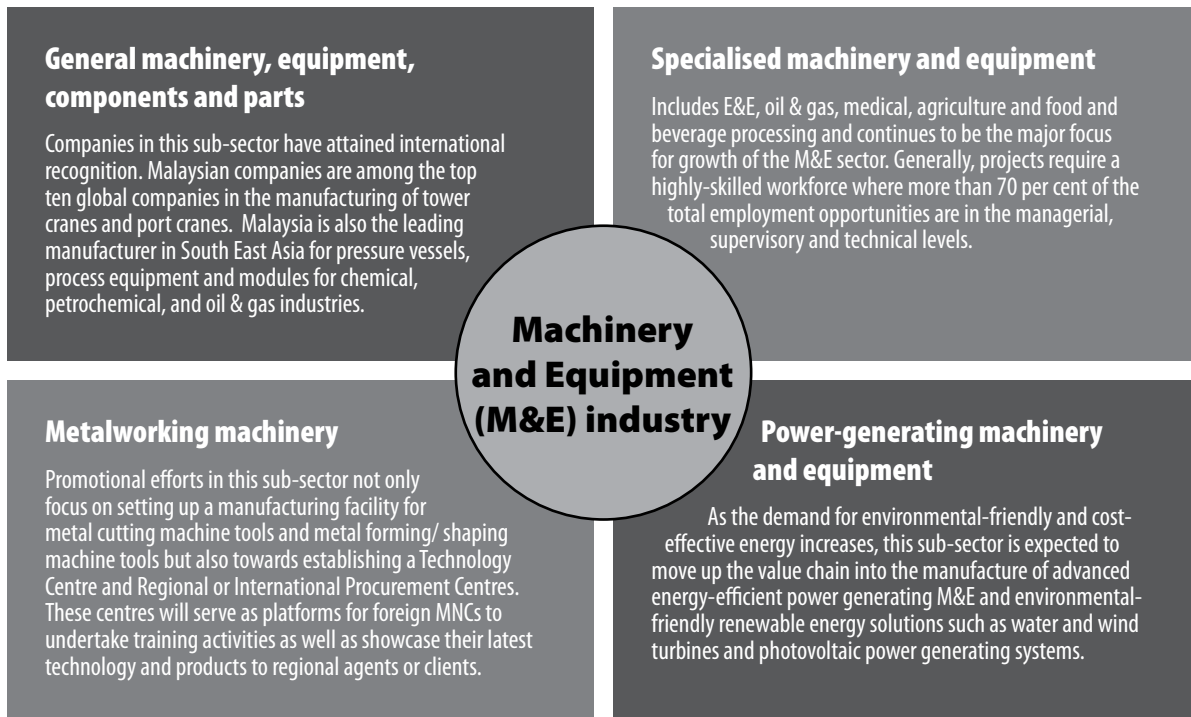 General machinery, equipment,
components and parts
Companies in this sub-sector have attained international
recognition. Malaysian companies are among the top
ten global companies in the manufacturing of tower
cranes and port cranes.  Malaysia is also the leading
manufacturer in South East Asia for pressure vessels,
process equipment and modules for chemical,
petrochemical, and oil & gas industries.
Specialised machinery and equipment
Includes E&E, oil & gas, medical, agriculture and food and
beverage processing and continues to be the major focus
for growth of the M&E sector. Generally, projects require a
highly-skilled workforce where more than 70 per cent of the
total employment opportunities are in the managerial,
supervisory and technical levels.
Machinery
and Equipment
(M&E) industry
Metalworking machinery
Promotional efforts in this sub-sector not only
focus on setting up a manufacturing facility for
metal cutting machine tools and metal forming/ shaping
machine tools but also towards establishing a Technology
Centre and Regional or International Procurement Centres.
These centres will serve as platforms for foreign MNCs to
undertake training activities as well as showcase their latest
technology and products to regional agents or clients.
Power-generating machinery
and equipment
As the demand for environmental-friendly and cost-
effective energy increases, this sub-sector is expected to
move up the value chain into the manufacture of advanced
energy-efficient power generating M&E and environmental-
friendly renewable energy solutions such as water and wind
turbines and photovoltaic power generating systems.